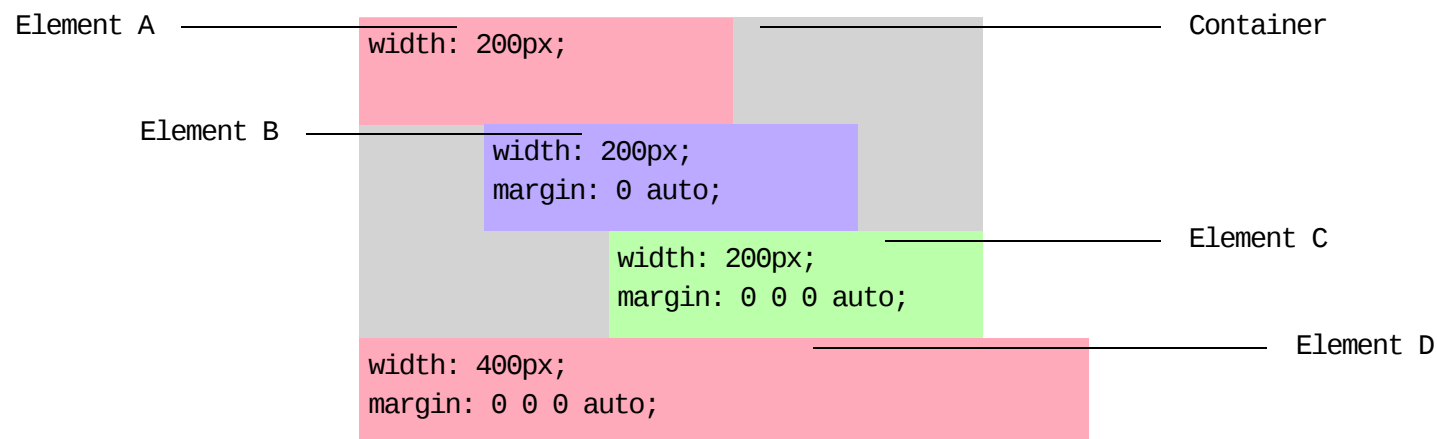 Element A
width: 200px;
Container
Element B
width: 200px;
margin: 0 auto;
Element C
width: 200px;
margin: 0 0 0 auto;
Element D
width: 400px;
margin: 0 0 0 auto;